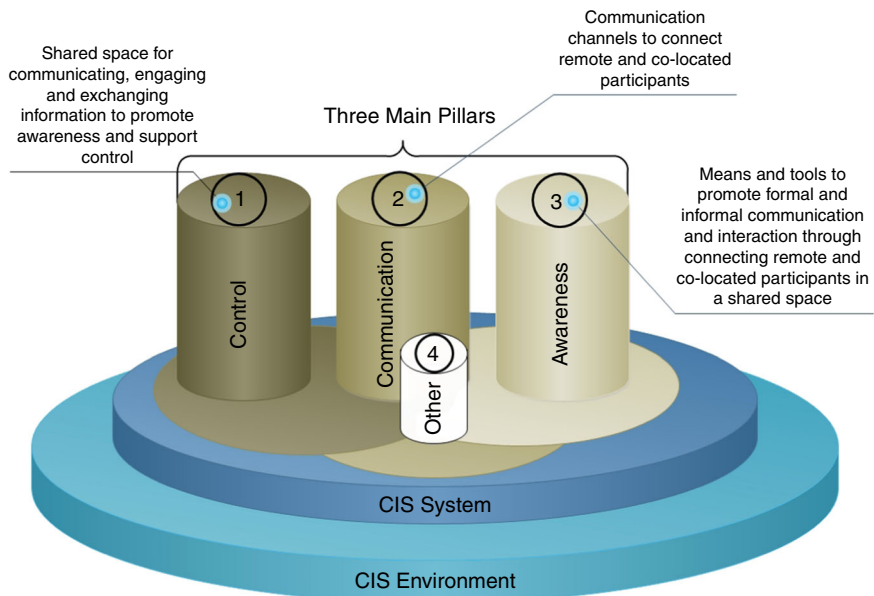 Shared space for
communicating, engaging
and exchanging
information to promote
awareness and support
control
Communication
channels to connect
remote and co-located
participants
Three Main Pillars
Means and tools to
promote formal and
informal communication
and interaction through
connecting remote and
co-located participants in
a shared space
1
2
3
Control
Communication
Awareness
4
Other
CIS System
CIS Environment